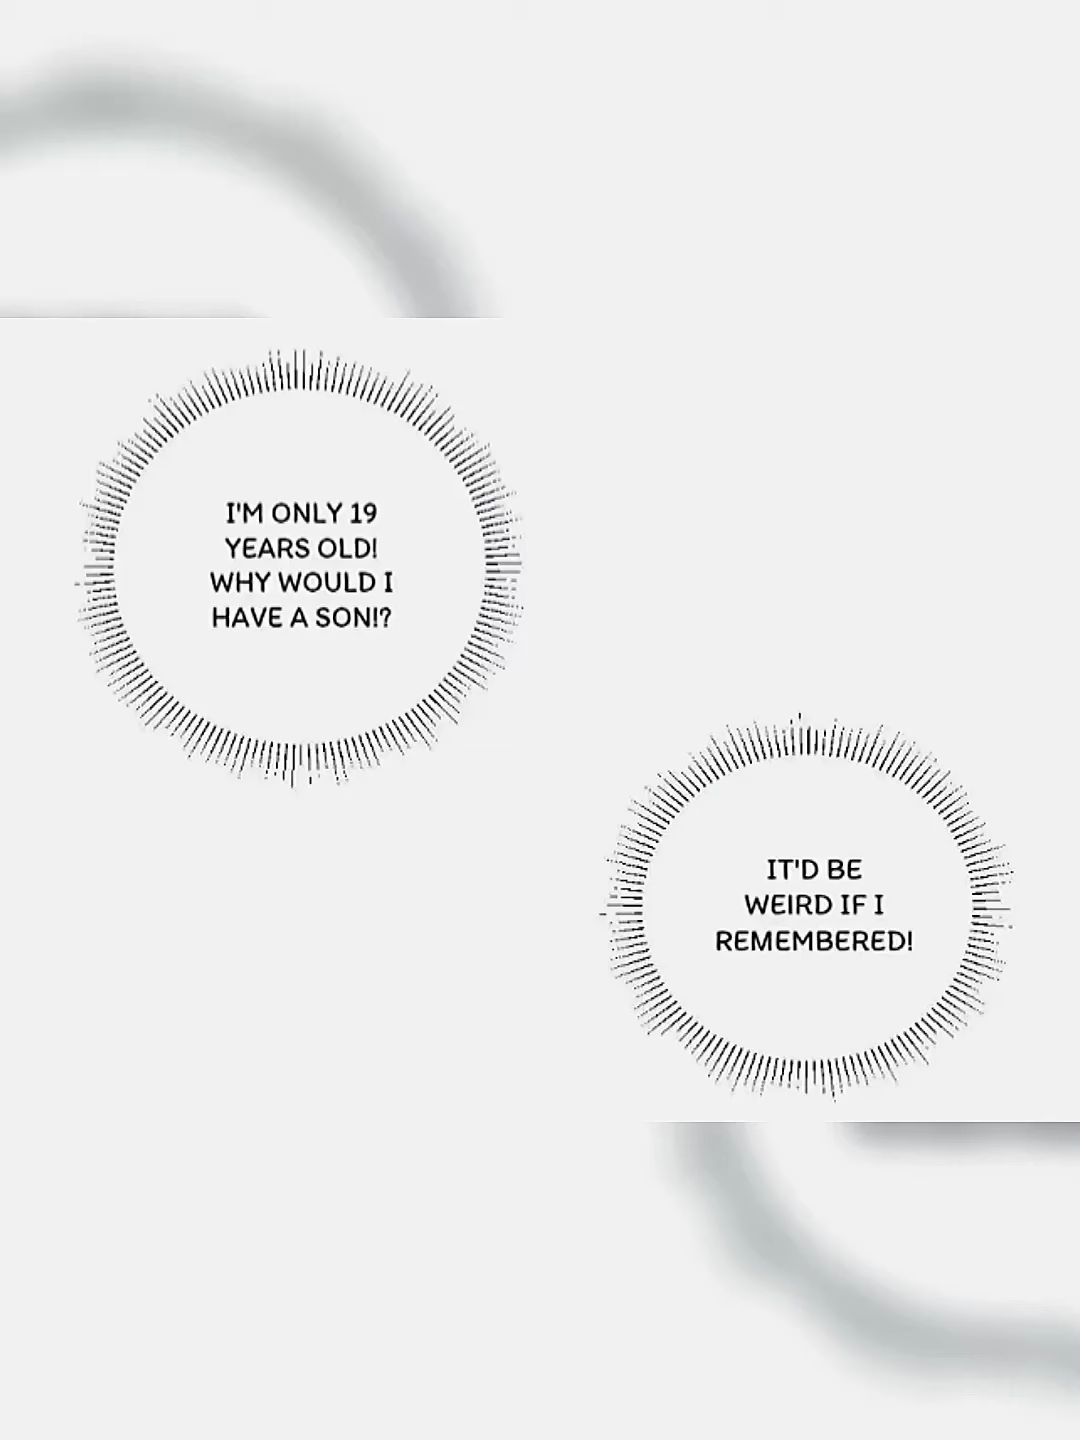 I'M ONLY 19
YEARS OLD!
WHY WOULD I
HAVE A SON!?
IT'D BE
WEIRD IF I
REMEMBERED!